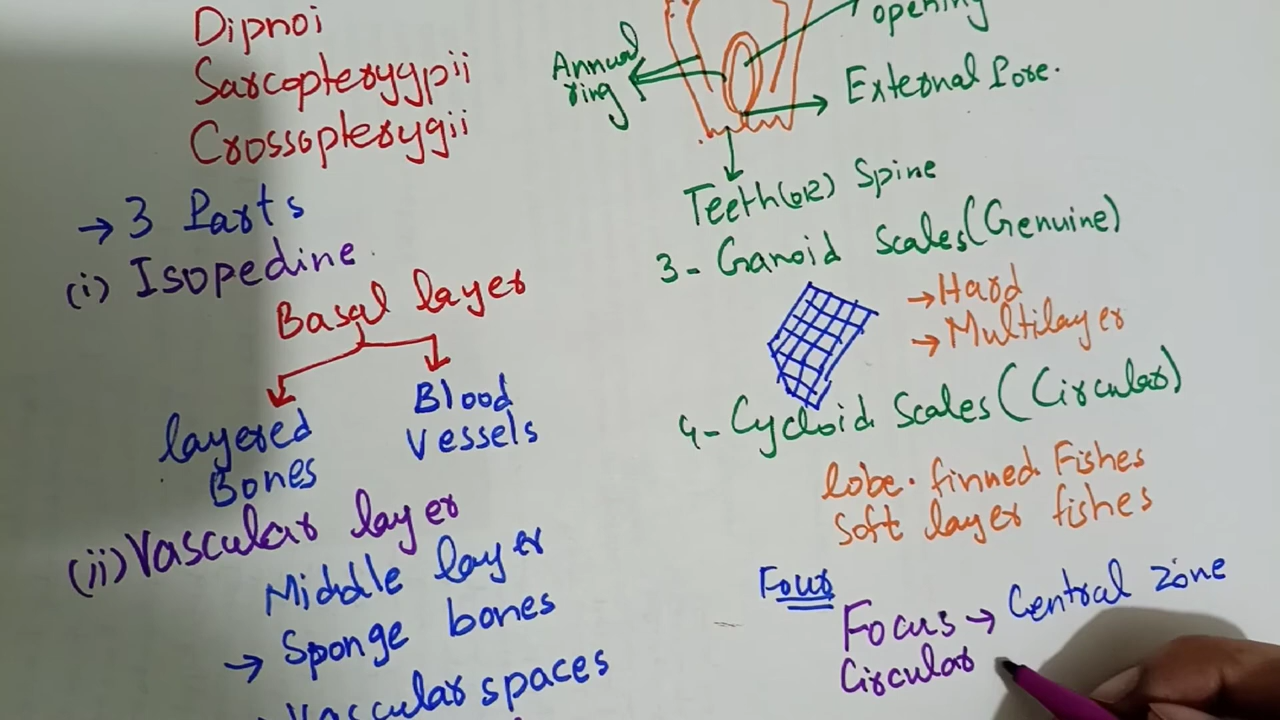 Dipnoi
Sarcopterygpii
Crossopterygii
→ 3 Parts
(i) Isopedine
Basal layer
layered
Bones
Blood
Vessels
(ii) Vascular layer
Middle layer
→ Sponge bones
Vascular spaces
opening
Annual
ring
External Pore.
Teeth (or) Spine
3- Ganoid Scales (Genuine)
→ Hard
→ Multilayer
4- Cycloid Scales (Circular)
lobe. finned Fishes
Soft layer fishes
Four
Focus → Central zone
Circular